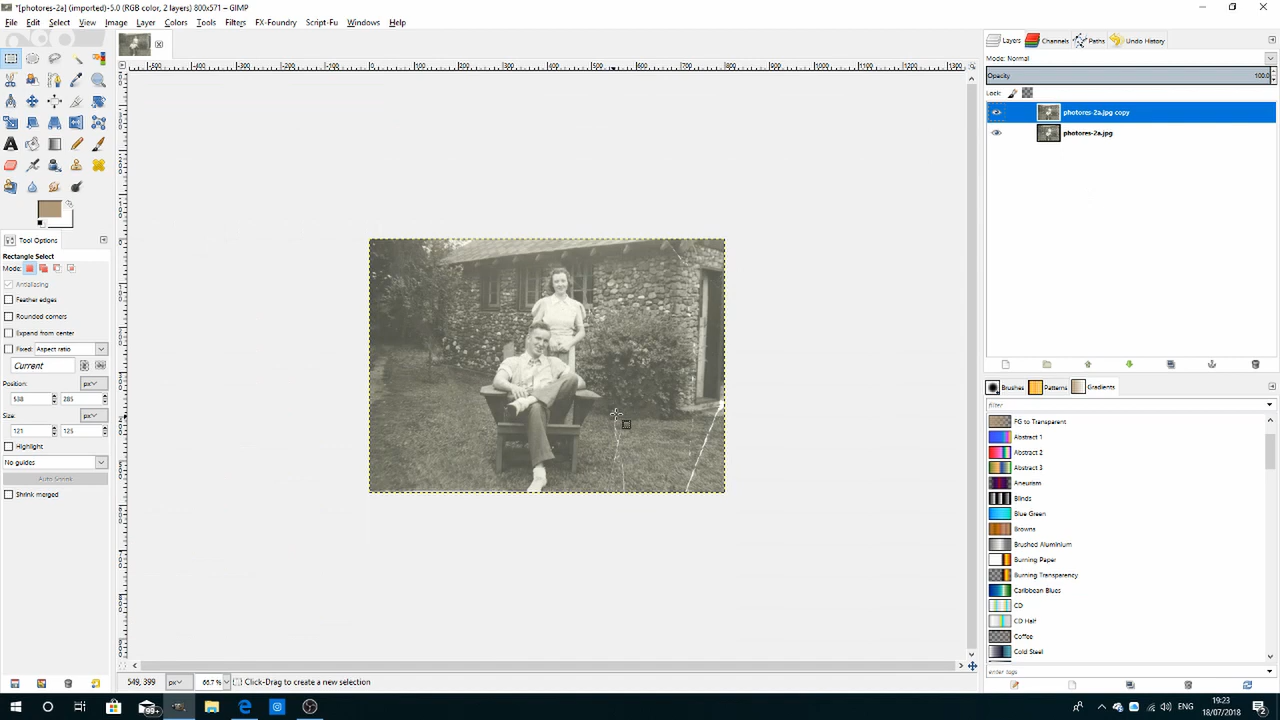 *[photores-2a] (imported)-5.0 (RGB color, 2 layers) 800x571 – GIMP
File Edit Select View Image Layer Colors Tools Filters FX-Foundry Script-Fu Windows Help
Tool Options
Rectangle Select
Mode:
Antialiasing
Feather edges
Rounded corners
Expand from center
Fixed: Aspect ratio
Current
Position: px
538 285
Size: px
121 125
Highlight
No guides
Auto Shrink
Shrink merged
549, 399 px 66.7 Click-Dra new selection
Layers Channels Paths Undo History
Mode: Normal
Opacity 100.0
Lock:
photores-2a.jpg copy
photores-2a.jpg
Brushes Patterns Gradients
filter
FG to Transparent
Abstract 1
Abstract 2
Abstract 3
Aneurism
Blinds
Blue Green
Browns
Brushed Aluminium
Burning Paper
Burning Transparency
Caribbean Blues
CD
CD Half
Coffee
Cold Steel
enter tags
ENG
19:23
18/07/2018